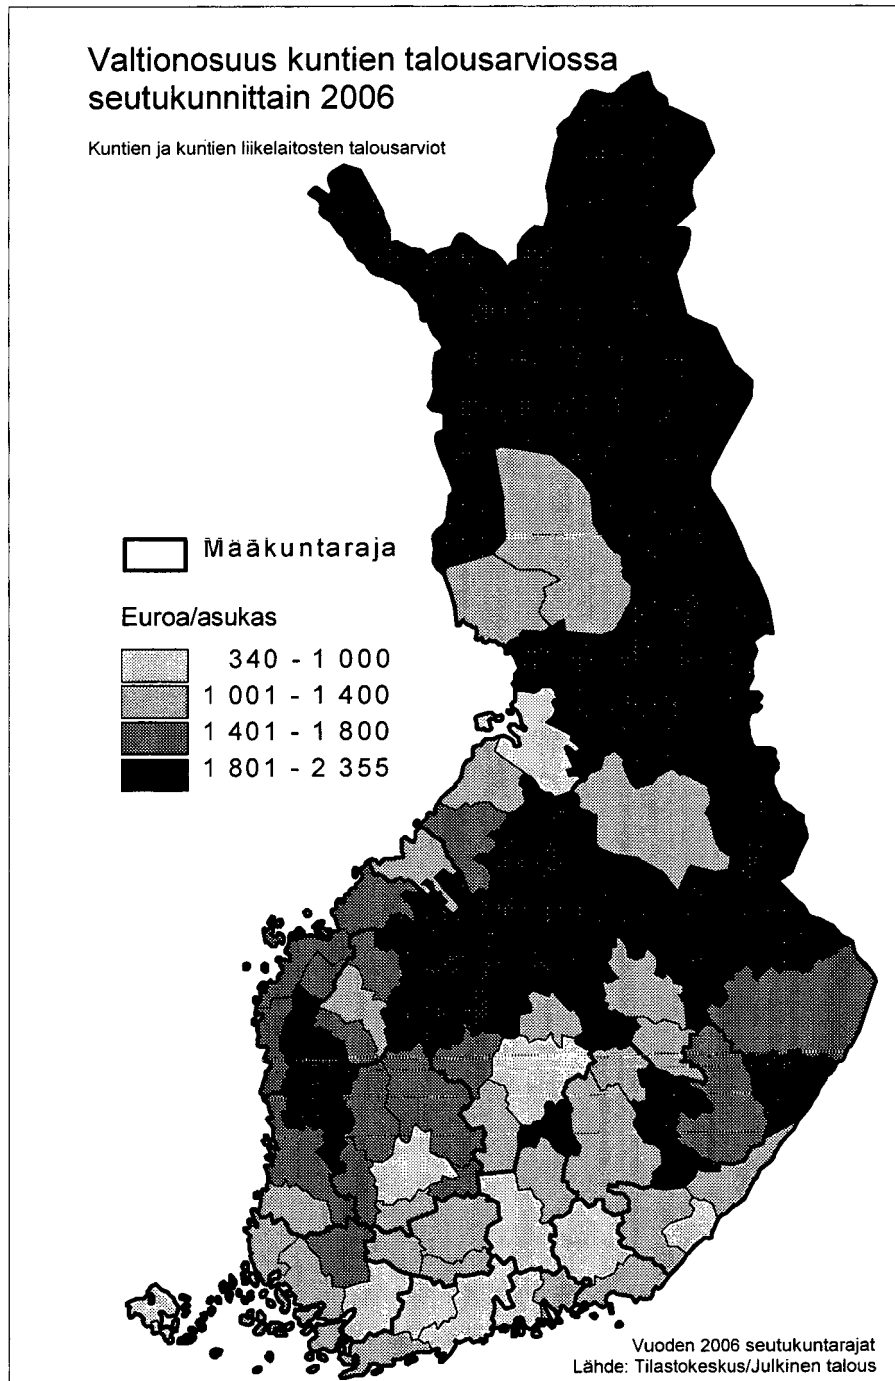 Valtionosuus kuntien talousarviossa
seutukunnittain 2006
Kuntien ja kuntien liikelaitosten talousarviot
Määkuntaraja
Euroa/asukas
340 - 1 000
1 001 - 1 400
1 401 - 1 800
1 801 - 2 355
Vuoden 2006 seutukuntarajat
Lähde: Tilastokeskus/Julkinen talous